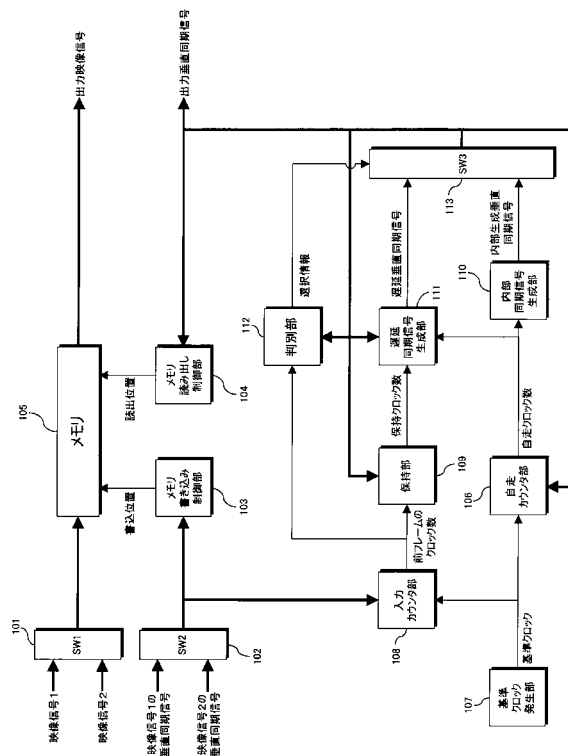 映像信号1
映像信号2
101
SW1
105
メモリ
出力映像信号
映像信号1の
垂直同期信号
映像信号2の
垂直同期信号
SW2
102
書込位置
メモリ
書き込み
制御部
103
読出位置
メモリ
読み出し
制御部
104
出力垂直同期信号
112
判別部
選択情報
入力
カウンタ部
108
前フレームの
クロック数
保持部
109
保持クロック数
遅延
同期信号
生成部
111
遅延垂直同期信号
SW3
113
107
基準
クロック
発生部
基準クロック
106
自走
カウンタ部
自走クロック数
110
内部
同期信号
生成部
内部生成垂直
同期信号